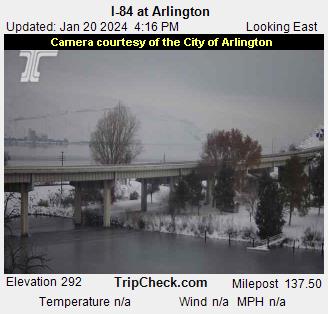 I-84 at Arlington
Updated: Jan 20 2024 4:16 PM Looking East
Camera courtesy of the City of Arlington
Elevation 292 TripCheck.com Milepost 137.50
Temperature n/a Wind n/a MPH n/a